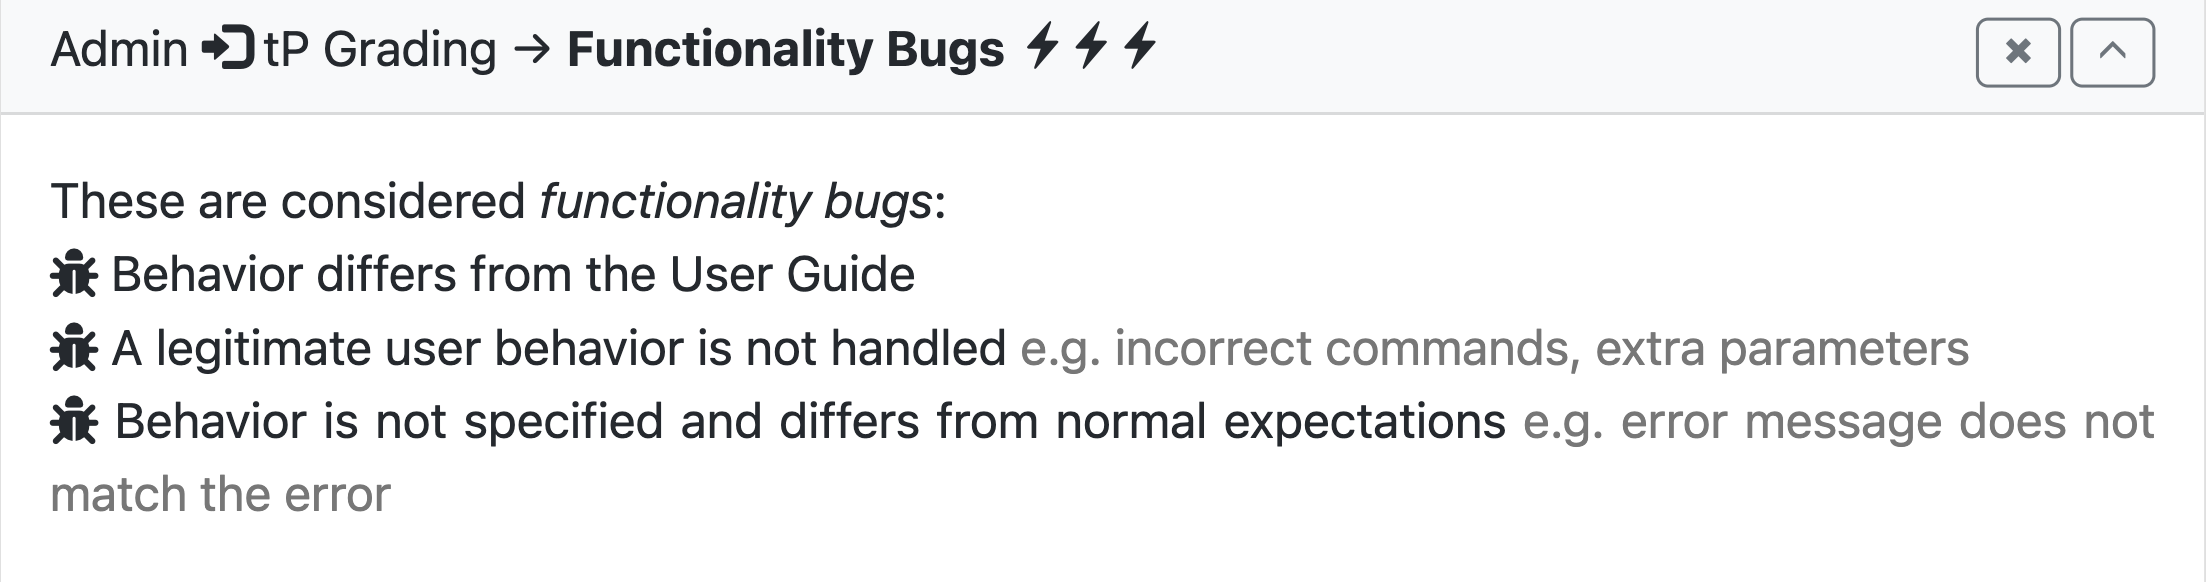 Admin tP Grading → Functionality Bugs
These are considered functionality bugs:
Behavior differs from the User Guide
A legitimate user behavior is not handled e.g. incorrect commands, extra parameters
Behavior is not specified and differs from normal expectations e.g. error message does not
match the error